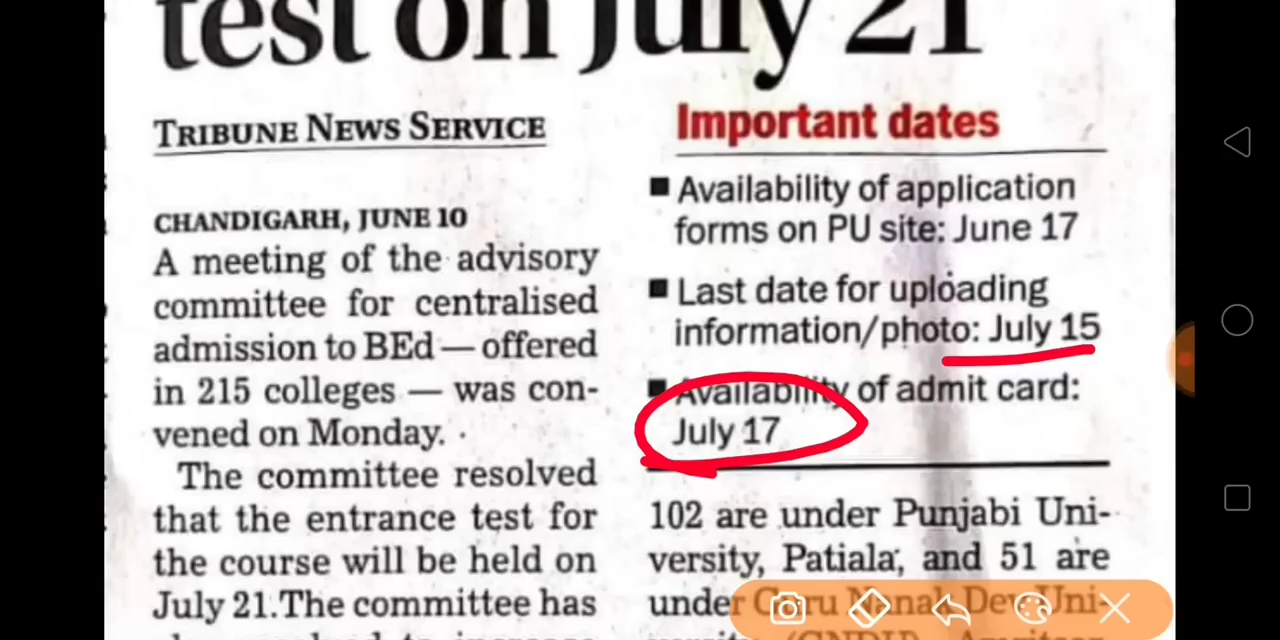 test on July 21
TRIBUNE NEWS SERVICE
CHANDIGARH, JUNE 10
A meeting of the advisory
committee for centralised
admission to BEd — offered
in 215 colleges — was con-
vened on Monday.
The committee resolved
that the entrance test for
the course will be held on
July 21.The committee has
Important dates
■ Availability of application
forms on PU site: June 17
■ Last date for uploading
information/photo: July 15
■ Availability of admit card:
July 17
102 are under Punjabi Uni-
versity, Patiala, and 51 are
under Guru Nanak Dev Uni-